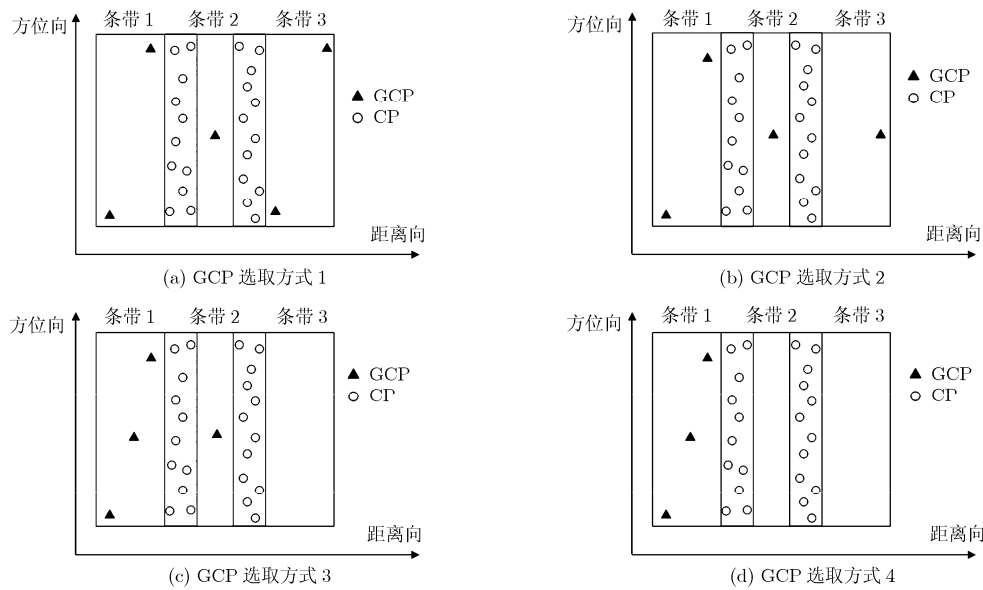 方位向
条带 1 条带 2 条带 3
GCP
CP
距离向
(a) GCP 选取方式 1
方位向
条带 1 条带 2 条带 3
GCP
CP
距离向
(b) GCP 选取方式 2
方位向
条带 1 条带 2 条带 3
GCP
CP
距离向
(c) GCP 选取方式 3
方位向
条带 1 条带 2 条带 3
GCP
CP
距离向
(d) GCP 选取方式 4